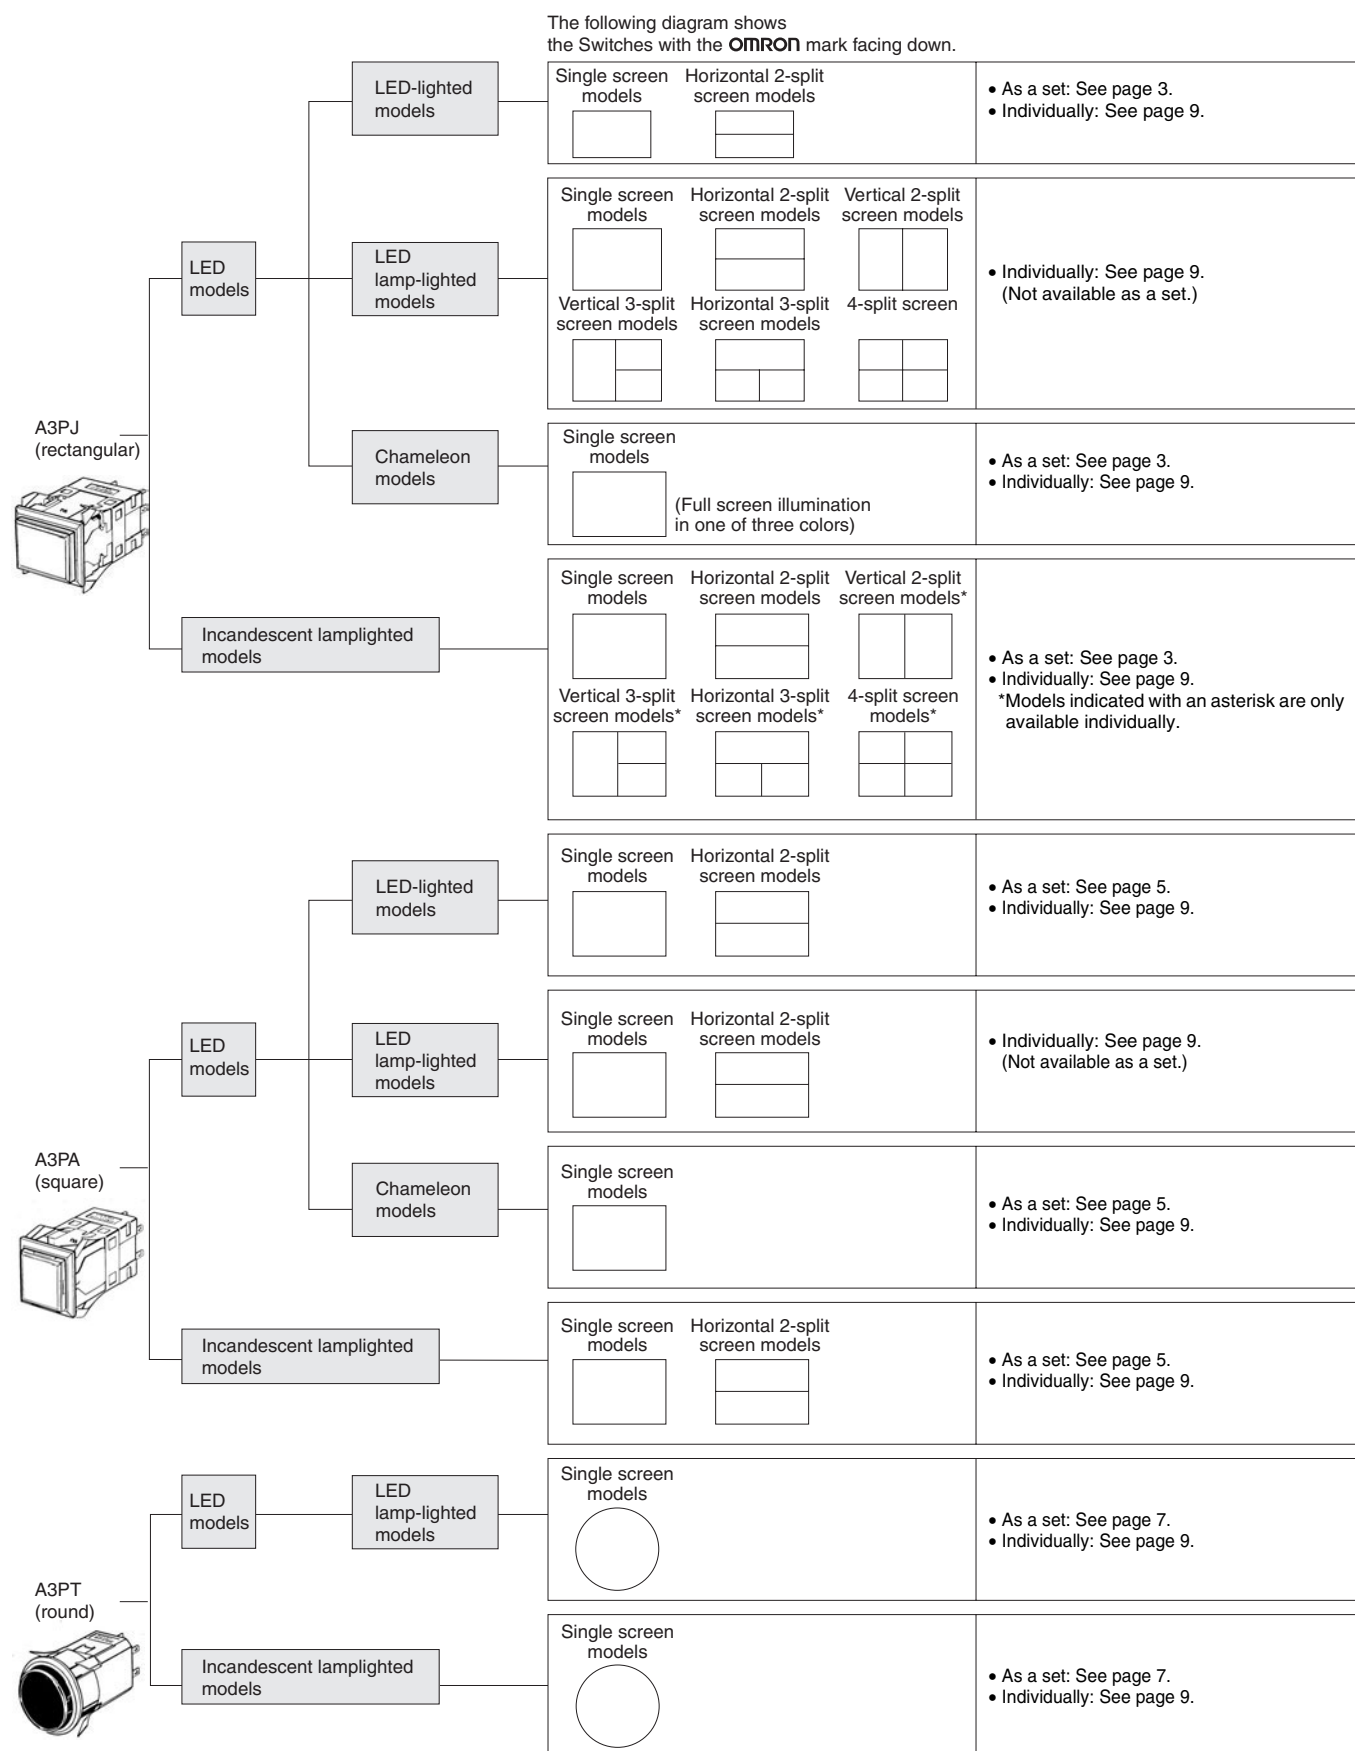 The following diagram shows
the Switches with the OMRON mark facing down.
LED-lighted
models
Single screen
models
Horizontal 2-split
screen models
• As a set: See page 3.
• Individually: See page 9.
A3PJ
(rectangular)
LED
models
LED
lamp-lighted
models
Single screen
models
Horizontal 2-split
screen models
Vertical 2-split
screen models
Vertical 3-split
screen models
Horizontal 3-split
screen models
4-split screen
• Individually: See page 9.
(Not available as a set.)
Chameleon
models
Single screen
models
(Full screen illumination
in one of three colors)
• As a set: See page 3.
• Individually: See page 9.
Incandescent lamplighted
models
Single screen
models
Horizontal 2-split
screen models
Vertical 2-split
screen models*
Vertical 3-split
screen models*
Horizontal 3-split
screen models*
4-split screen
models*
• As a set: See page 3.
• Individually: See page 9.
*Models indicated with an asterisk are only
available individually.
A3PA
(square)
LED
models
LED-lighted
models
Single screen
models
Horizontal 2-split
screen models
• As a set: See page 5.
• Individually: See page 9.
LED
lamp-lighted
models
Single screen
models
Horizontal 2-split
screen models
• Individually: See page 9.
(Not available as a set.)
Chameleon
models
Single screen
models
• As a set: See page 5.
• Individually: See page 9.
Incandescent lamplighted
models
Single screen
models
Horizontal 2-split
screen models
• As a set: See page 5.
• Individually: See page 9.
A3PT
(round)
LED
models
LED
lamp-lighted
models
Single screen
models
• As a set: See page 7.
• Individually: See page 9.
Incandescent lamplighted
models
Single screen
models
• As a set: See page 7.
• Individually: See page 9.